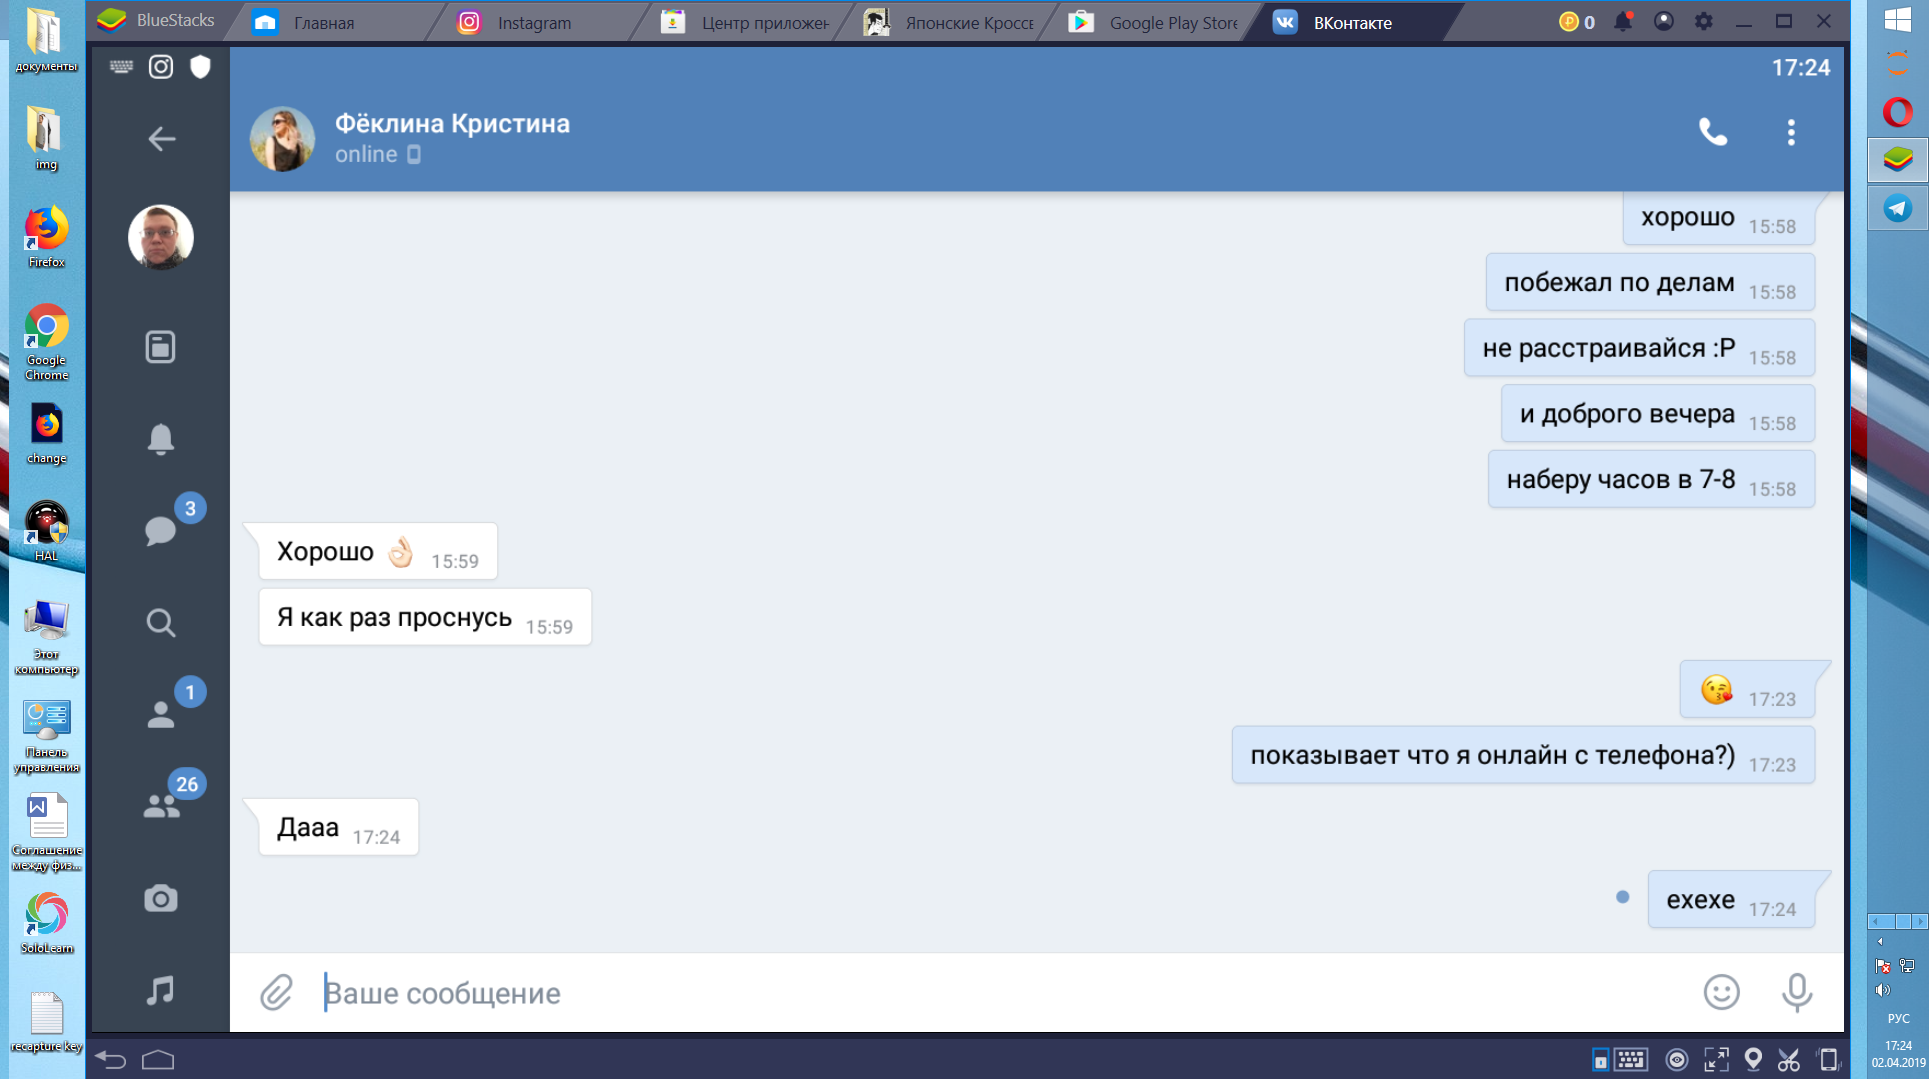 BlueStacks
Главная
Instagram
Центр приложен
Японские Кроссе
Google Play Store
ВКонтакте
0
17:24
Фёклина Кристина
online
хорошо 15:58
побежал по делам 15:58
не расстраивайся :P 15:58
и доброго вечера 15:58
наберу часов в 7-8 15:58
Хорошо 👌🏻 15:59
Я как раз проснусь 15:59
😘 17:23
показывает что я онлайн с телефона?) 17:23
Дааа 17:24
ехехе 17:24
Ваше сообщение
3
1
26
документы
img
Firefox
Google
Chrome
change
HAL
Этот
компьютер
Панель
управления
Соглашение
между физ...
SoloLearn
recapture key
РУС
17:24
02.04.2019